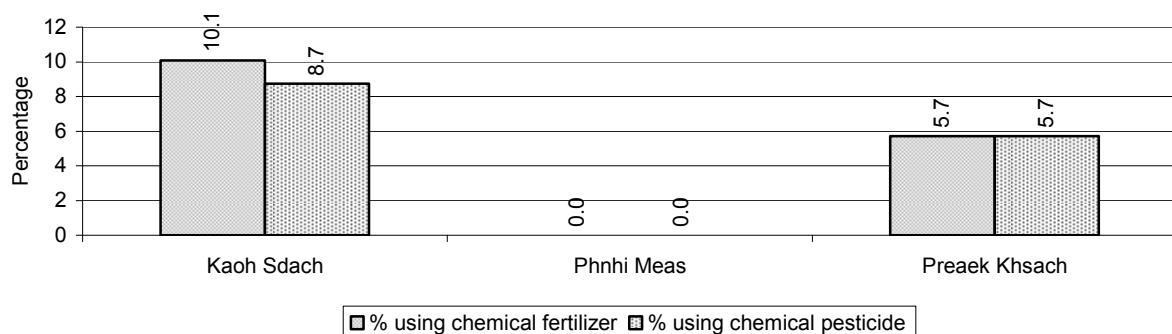 12
10
8
6
4
2
0
Percentage
10.1
8.7
0.0
0.0
5.7
5.7
Kaoh Sdach
Phnhi Meas
Preaek Khsach
% using chemical fertilizer
% using chemical pesticide